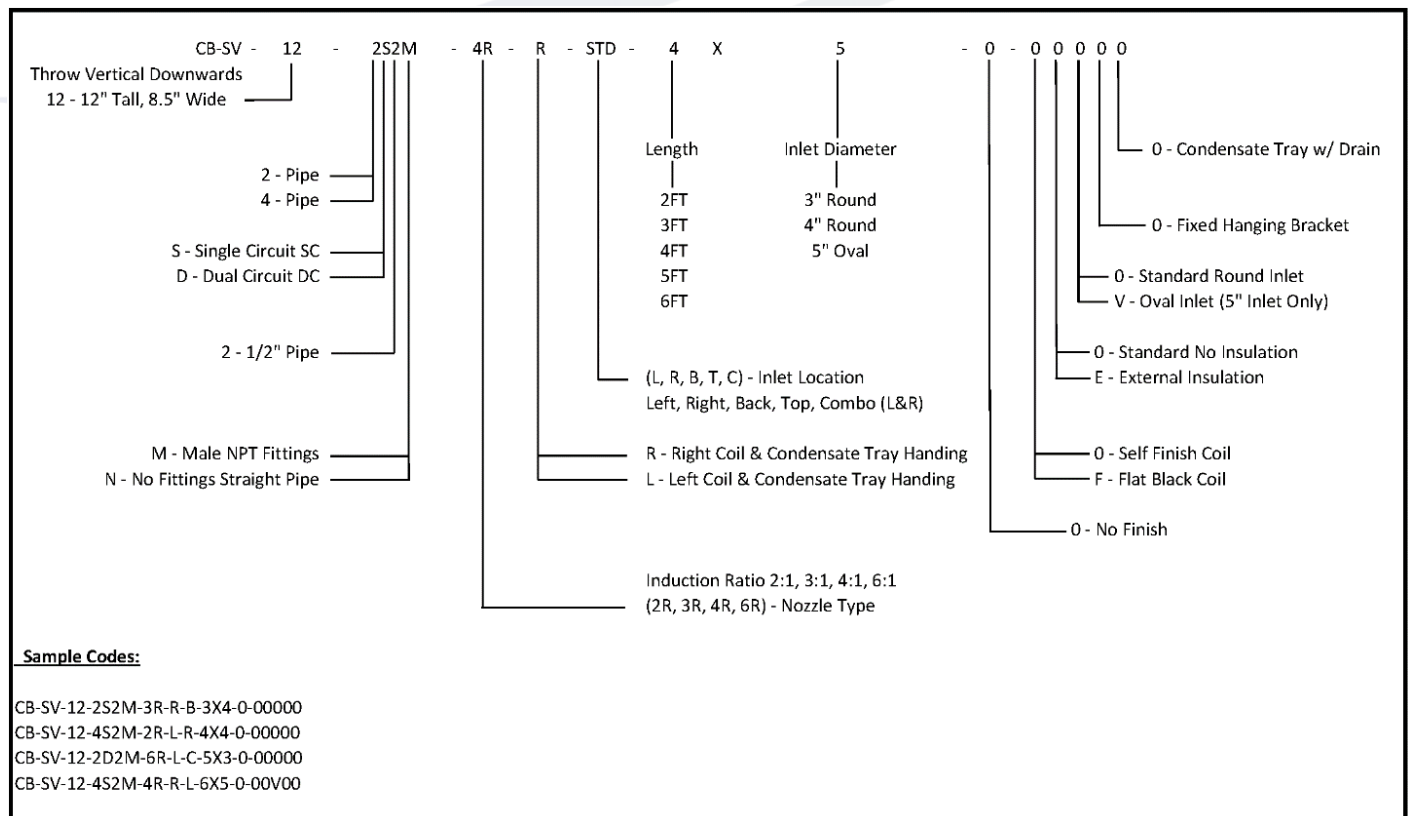 CB-SV - 12 - 2S2M - 4R - R - STD - 4 X 5 - 0 - 0 0 0 0 0
Throw Vertical Downwards
12 - 12" Tall, 8.5" Wide
2 - Pipe
4 - Pipe
S - Single Circuit SC
D - Dual Circuit DC
2 - 1/2" Pipe
M - Male NPT Fittings
N - No Fittings Straight Pipe
Length
2FT
3FT
4FT
5FT
6FT
Inlet Diameter
3" Round
4" Round
5" Oval
(L, R, B, T, C) - Inlet Location
Left, Right, Back, Top, Combo (L&R)
R - Right Coil & Condensate Tray Handing
L - Left Coil & Condensate Tray Handing
Induction Ratio 2:1, 3:1, 4:1, 6:1
(2R, 3R, 4R, 6R) - Nozzle Type
0 - Condensate Tray w/ Drain
0 - Fixed Hanging Bracket
0 - Standard Round Inlet
V - Oval Inlet (5" Inlet Only)
0 - Standard No Insulation
E - External Insulation
0 - Self Finish Coil
F - Flat Black Coil
0 - No Finish
Sample Codes:
CB-SV-12-2S2M-3R-R-B-3X4-0-00000
CB-SV-12-4S2M-2R-L-R-4X4-0-00000
CB-SV-12-2D2M-6R-L-C-5X3-0-00000
CB-SV-12-4S2M-4R-R-L-6X5-0-00V00